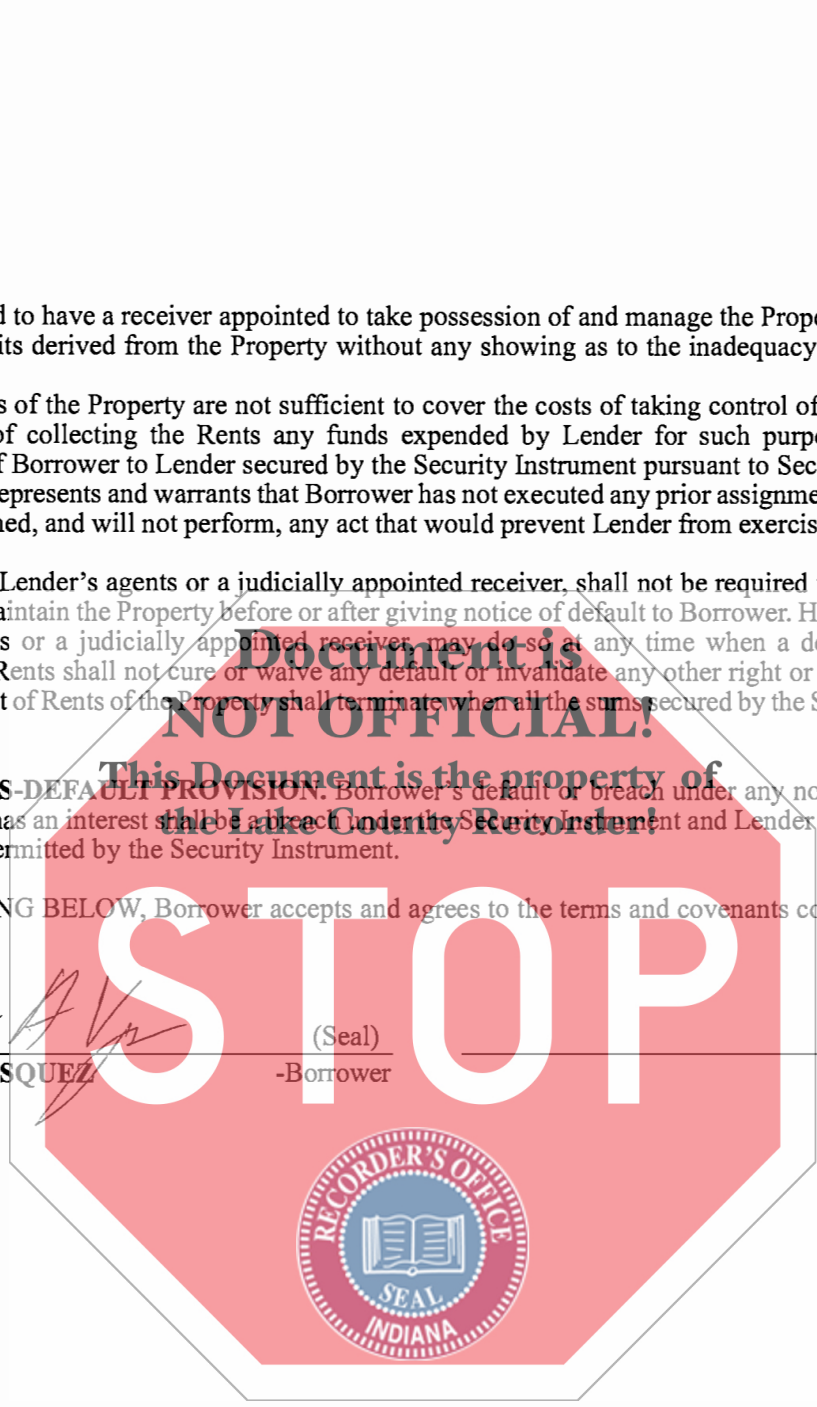 d to have a receiver appointed to take possession of and manage the Prop
its derived from the Property without any showing as to the inadequacy
s of the Property are not sufficient to cover the costs of taking control of
of collecting the Rents any funds expended by Lender for such purp
f Borrower to Lender secured by the Security Instrument pursuant to Sec
epresents and warrants that Borrower has not executed any prior assignme
ned, and will not perform, any act that would prevent Lender from exercis
Lender’s agents or a judicially appointed receiver, shall not be required
aintain the Property before or after giving notice of default to Borrower. H
s or a judicially appointed receiver, may do so at any time when a d
Rents shall not cure or waive any default or invalidate any other right or
t of Rents of the Property shall terminate when all the sums secured by the S
Document is
NOT OFFICIAL!
This Document is the property of
the Lake County Recorder!
S-DEFAULT PROVISION. Borrower’s default or breach under any no
has an interest shall be a breach under the Security Instrument and Lender
ermitted by the Security Instrument.
NG BELOW, Borrower accepts and agrees to the terms and covenants co
STOP
(Seal)
SQUEZ -Borrower
RECORDER'S OFFICE
SEAL
INDIANA